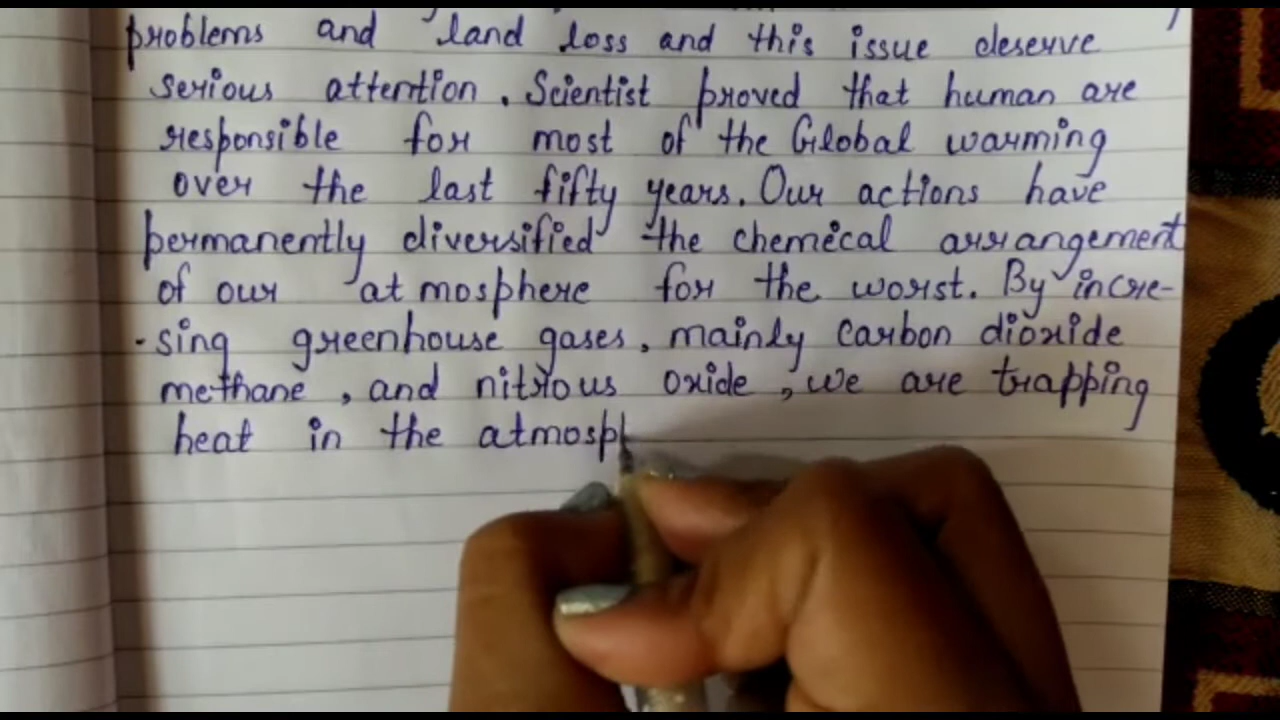 problems and land loss and this issue deserve
serious attention. Scientist proved that human are
responsible for most of the Global warming
over the last fifty years. Our actions have
permanently diversified the chemical arrangement
of our atmosphere for the worst. By incre-
-sing greenhouse gases, mainly carbon dioxide
methane, and nitrous oxide, we are trapping
heat in the atmosph